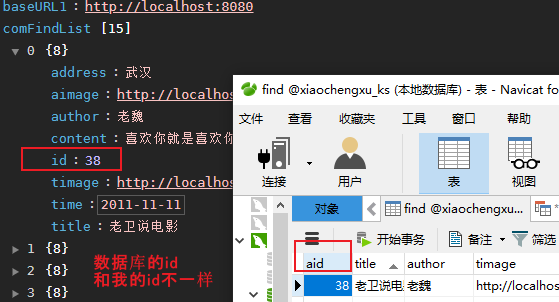 baseURL1 : http://localhost:8080
comFindList [15]
0 {8}
address : 武汉
aimage : http://localhos
author : 老魏
content : 喜欢你就是喜欢你
id : 38
timage : http://localhos
time : 2011-11-11
title : 老卫说电影
1 {8}
2 {8}
3 {8}
数据库的id
和我的id不一样
find @xiaochengxu_ks (本地数据库) - 表 - Navicat fo
文件 查看 收藏夹 工具 窗口 帮助
连接 用户 表 视图
对象 find @xiaochengxu...
开始事务 备注 筛选
aid title author timage
38 老卫说电影 老魏 http://localhos